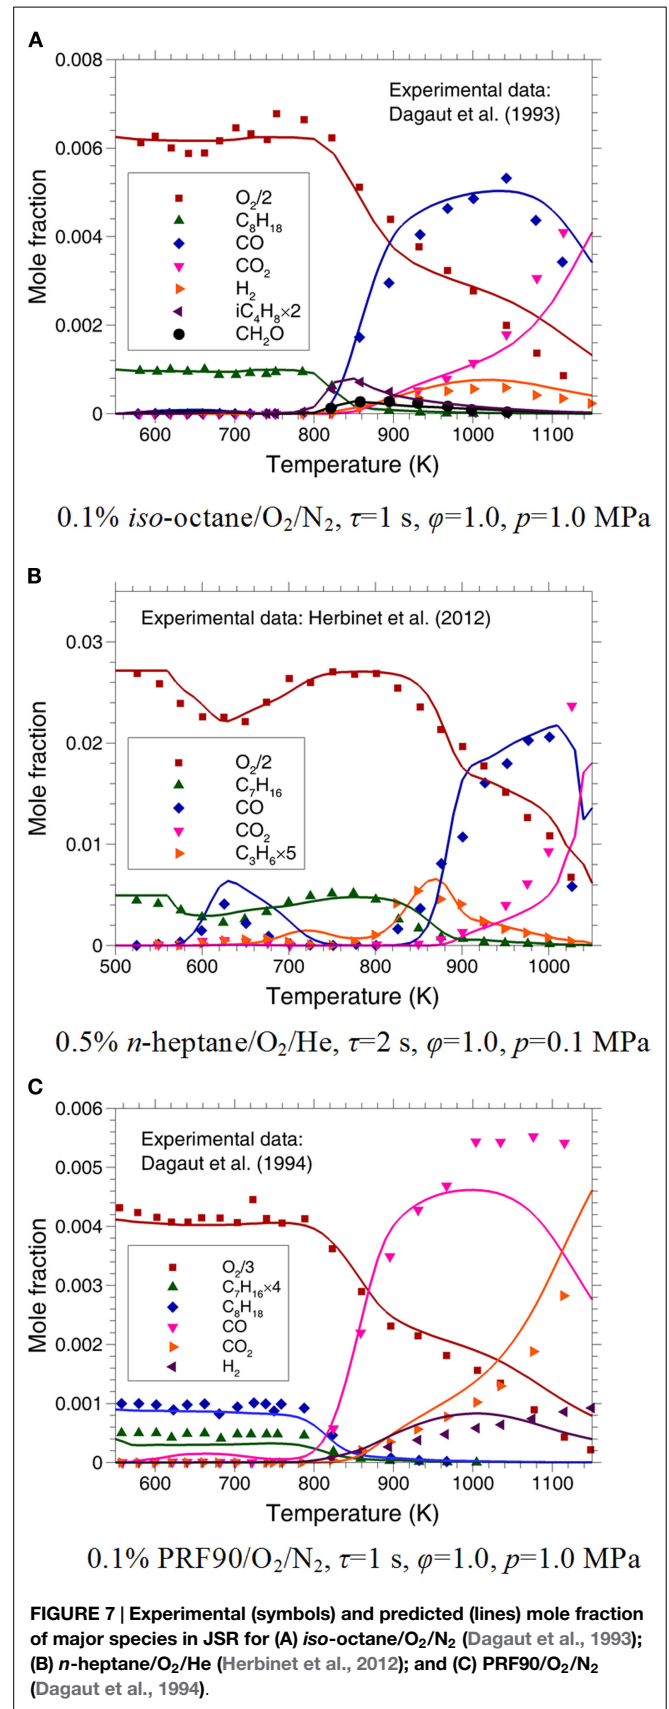 A
0.008
0.006
0.004
0.002
0
Mole fraction
Experimental data:
Dagaut et al. (1993)
O2/2
C8H18
CO
CO2
H2
iC4H8×2
CH2O
600 700 800 900 1000 1100
Temperature (K)
0.1% iso-octane/O2/N2, τ=1 s, φ=1.0, p=1.0 MPa
B
0.03
0.02
0.01
0
Mole fraction
Experimental data: Herbinet et al. (2012)
O2/2
C7H16
CO
CO2
C3H6×5
500 600 700 800 900 1000
Temperature (K)
0.5% n-heptane/O2/He, τ=2 s, φ=1.0, p=0.1 MPa
C
0.006
0.005
0.004
0.003
0.002
0.001
0
Mole fraction
Experimental data:
Dagaut et al. (1994)
O2/3
C7H16×4
C8H18
CO
CO2
H2
600 700 800 900 1000 1100
Temperature (K)
0.1% PRF90/O2/N2, τ=1 s, φ=1.0, p=1.0 MPa
FIGURE 7 | Experimental (symbols) and predicted (lines) mole fraction
of major species in JSR for (A) iso-octane/O2/N2 (Dagaut et al., 1993);
(B) n-heptane/O2/He (Herbinet et al., 2012); and (C) PRF90/O2/N2
(Dagaut et al., 1994).